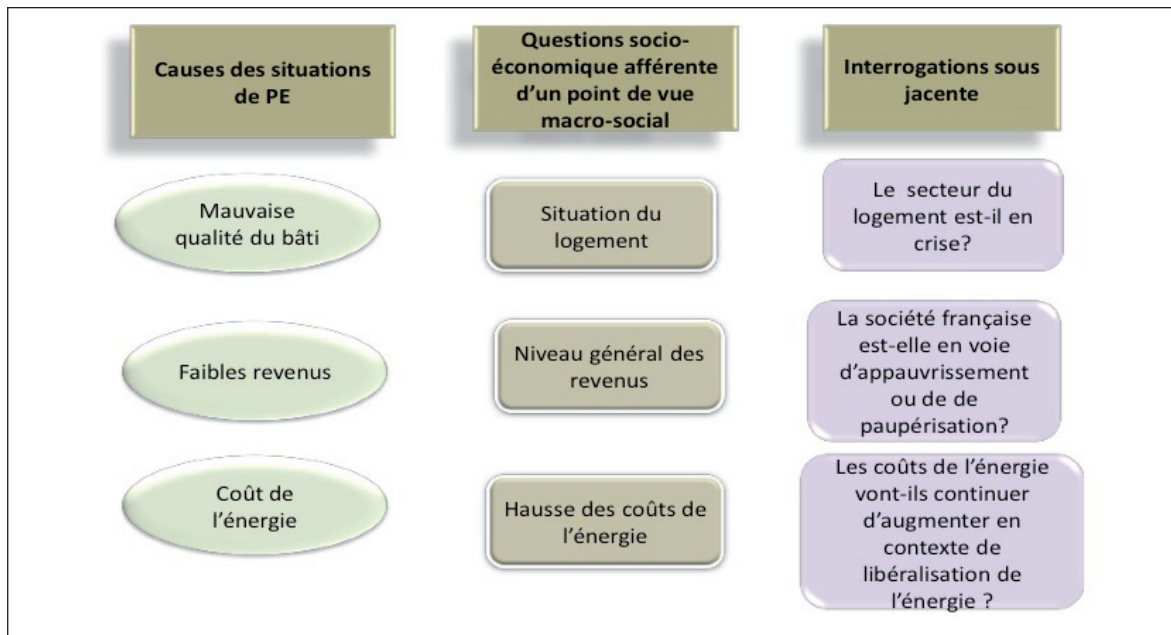 Causes des situations
de PE
Questions socio-
économique afférente
d'un point de vue
macro-social
Interrogations sous
jacente
Mauvaise
qualité du bâti
Situation du
logement
Le secteur du
logement est-il en
crise?
Faibles revenus
Niveau général des
revenus
La société française
est-elle en voie
d'appauvrissement
ou de de
paupérisation?
Coût de
l'énergie
Hausse des coûts de
l'énergie
Les coûts de l'énergie
vont-ils continuer
d'augmenter en
contexte de
libéralisation de
l'énergie ?